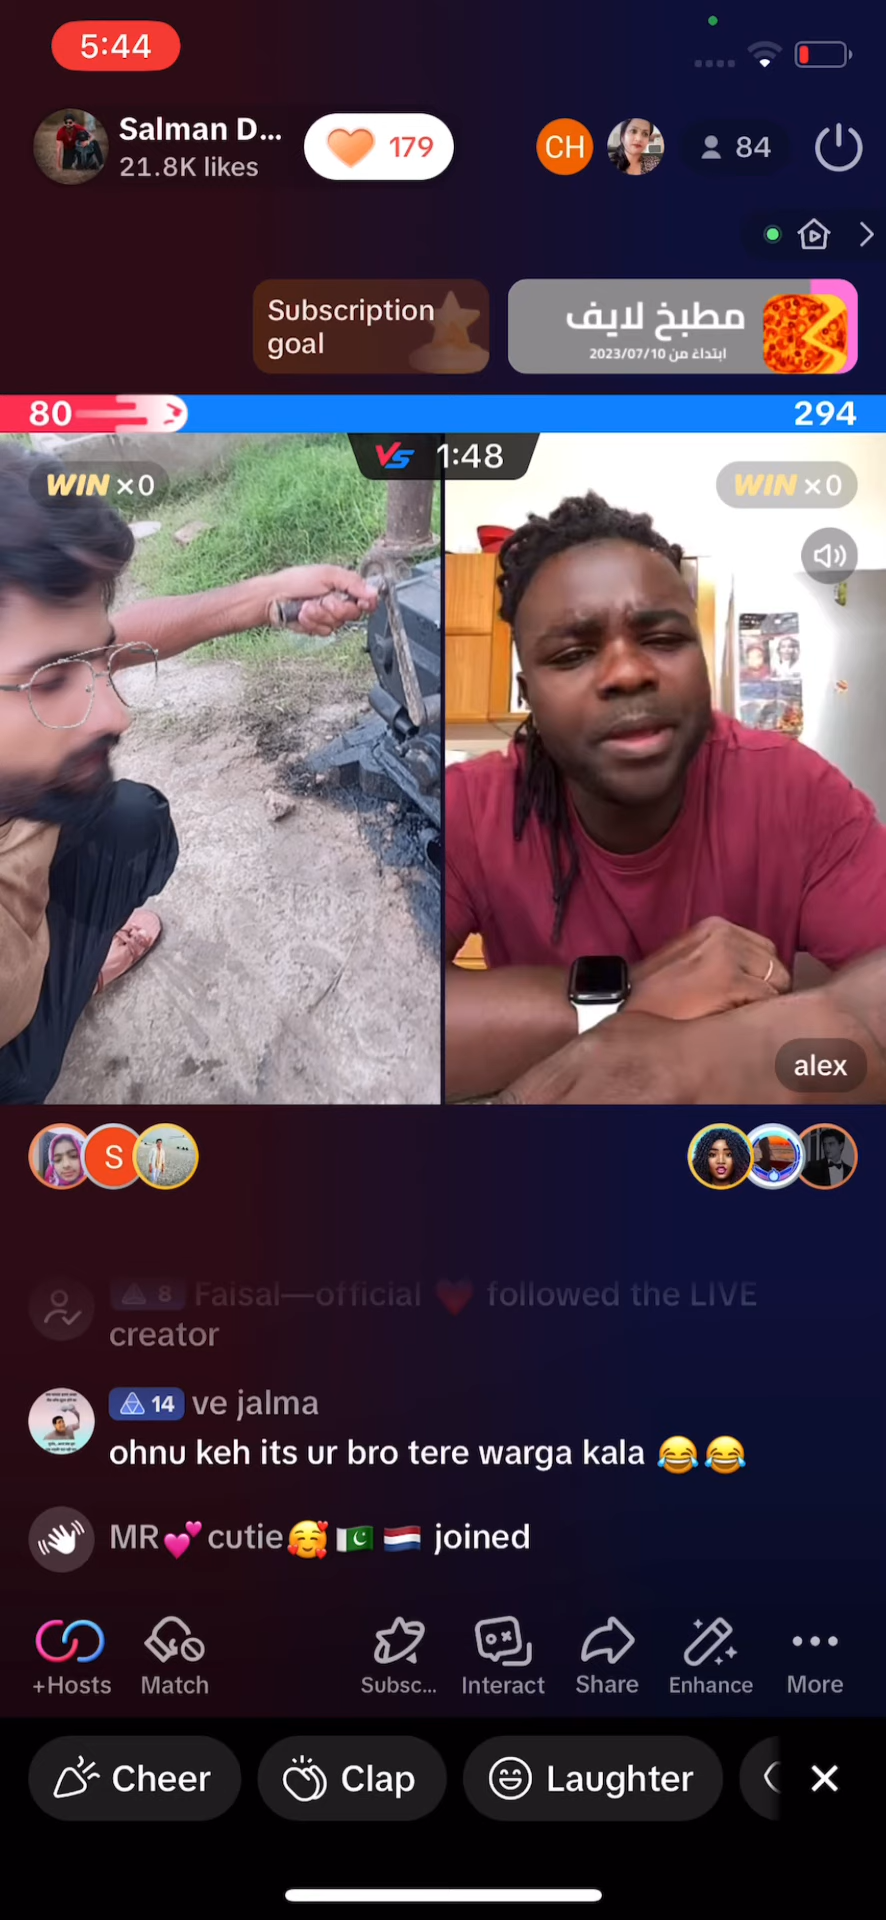 5:44
Salman D...
21.8K likes
179
CH
84
Subscription
goal
مطبخ لايف
ابتداءً من 2023/07/10
80
294
WIN ×0
VS 1:48
WIN ×0
alex
S
8 Faisal—official ❤️ followed the LIVE
creator
14 ve jalma
ohnu keh its ur bro tere warga kala 😂😂
MR💕cutie🥰🇵🇰 🇳🇱 joined
+Hosts
Match
Subsc...
Interact
Share
Enhance
More
Cheer
Clap
Laughter